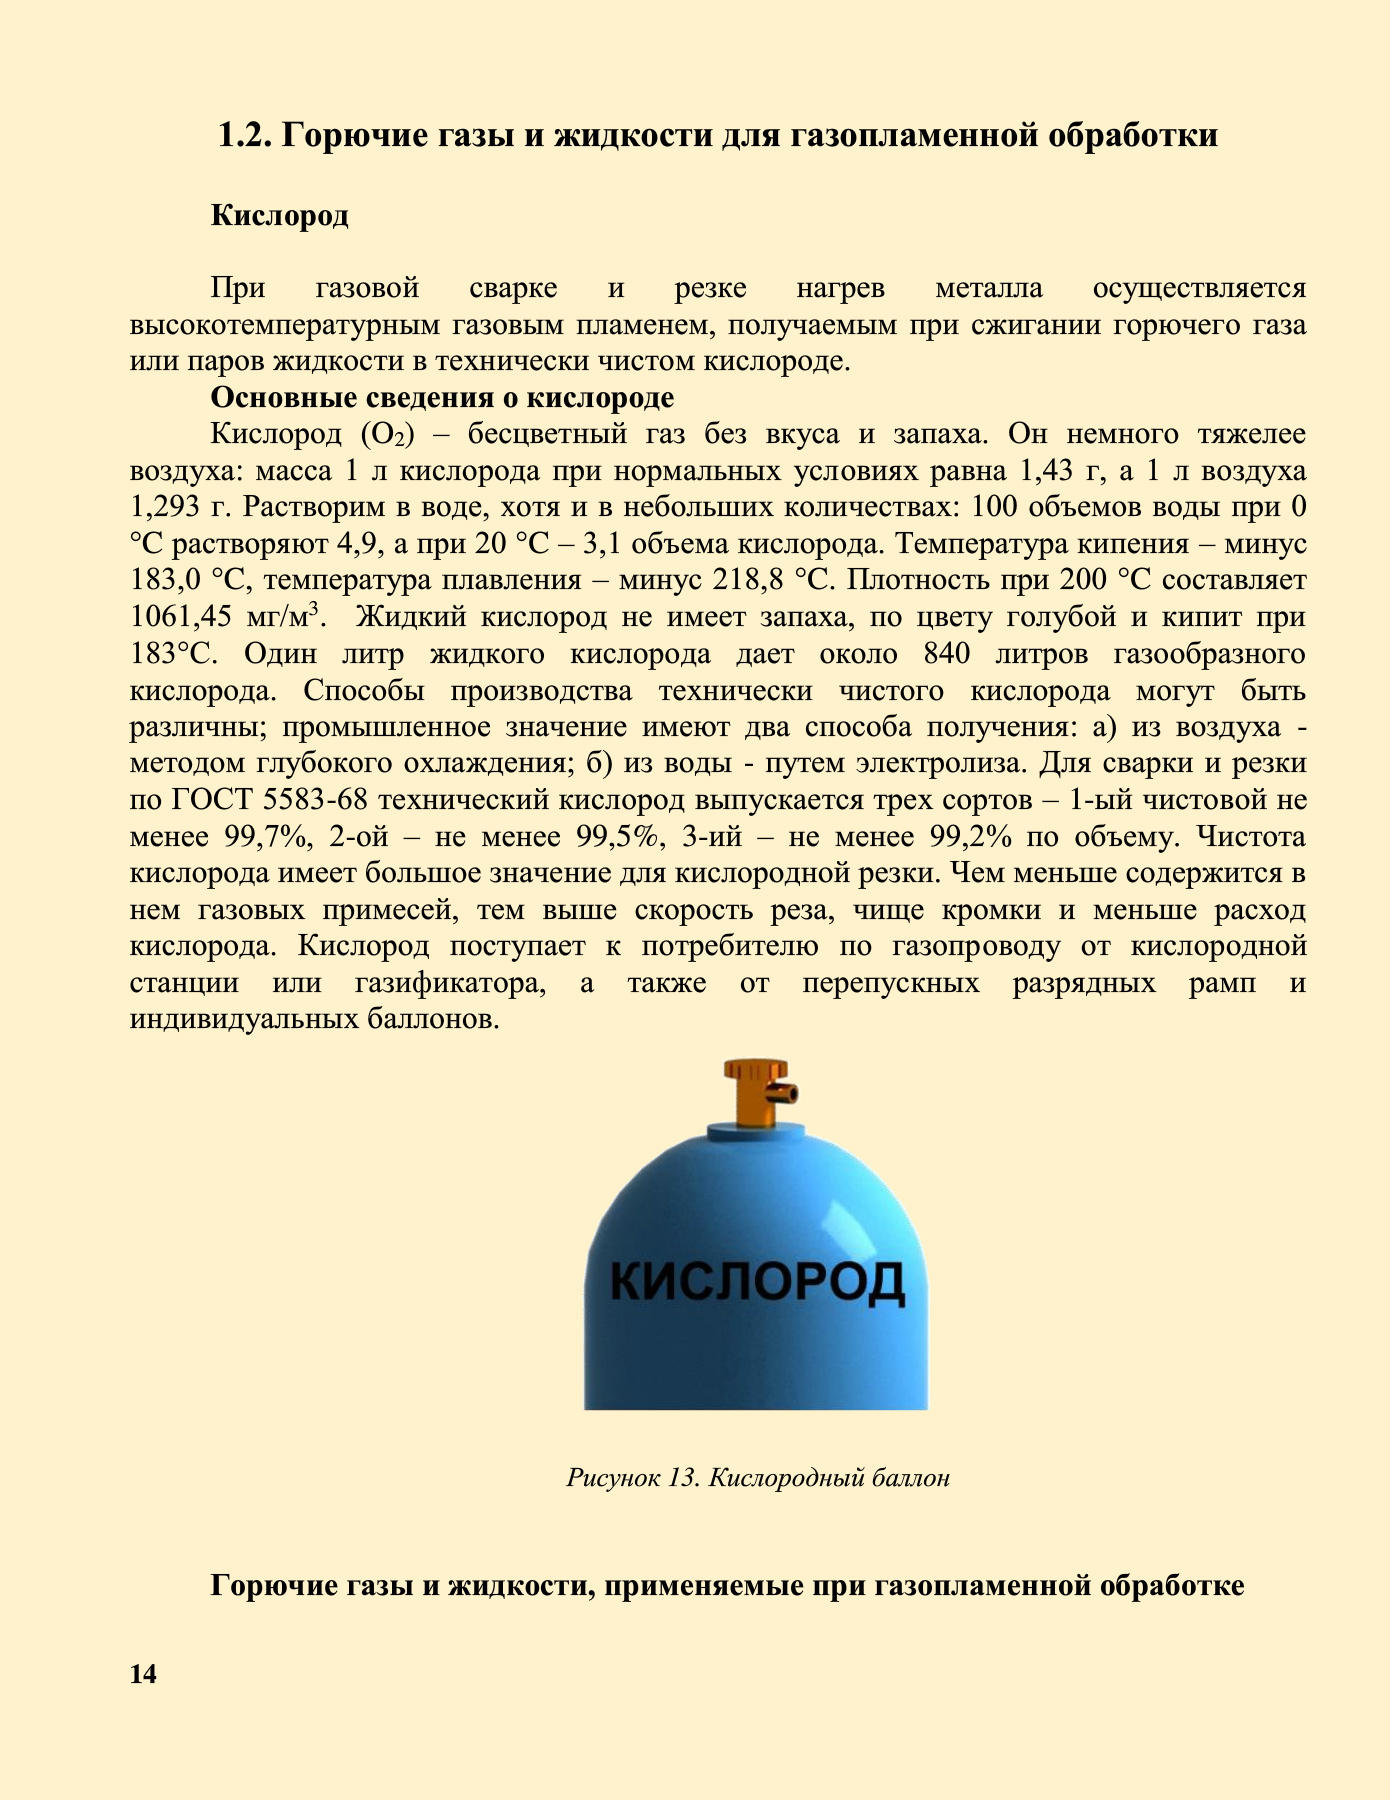 1.2. Горючие газы и жидкости для газопламенной обработки
Кислород
При газовой сварке и резке нагрев металла осуществляется
высокотемпературным газовым пламенем, получаемым при сжигании горючего газа
или паров жидкости в технически чистом кислороде.
Основные сведения о кислороде
Кислород (O₂) – бесцветный газ без вкуса и запаха. Он немного тяжелее
воздуха: масса 1 л кислорода при нормальных условиях равна 1,43 г, а 1 л воздуха
1,293 г. Растворим в воде, хотя и в небольших количествах: 100 объемов воды при 0
°С растворяют 4,9, а при 20 °С – 3,1 объема кислорода. Температура кипения – минус
183,0 °С, температура плавления – минус 218,8 °С. Плотность при 200 °С составляет
1061,45 мг/м³. Жидкий кислород не имеет запаха, по цвету голубой и кипит при
183°С. Один литр жидкого кислорода дает около 840 литров газообразного
кислорода. Способы производства технически чистого кислорода могут быть
различны; промышленное значение имеют два способа получения: а) из воздуха -
методом глубокого охлаждения; б) из воды - путем электролиза. Для сварки и резки
по ГОСТ 5583-68 технический кислород выпускается трех сортов – 1-ый чистовой не
менее 99,7%, 2-ой – не менее 99,5%, 3-ий – не менее 99,2% по объему. Чистота
кислорода имеет большое значение для кислородной резки. Чем меньше содержится в
нем газовых примесей, тем выше скорость реза, чище кромки и меньше расход
кислорода. Кислород поступает к потребителю по газопроводу от кислородной
станции или газификатора, а также от перепускных разрядных рамп и
индивидуальных баллонов.
КИСЛОРОД
Рисунок 13. Кислородный баллон
Горючие газы и жидкости, применяемые при газопламенной обработке
14